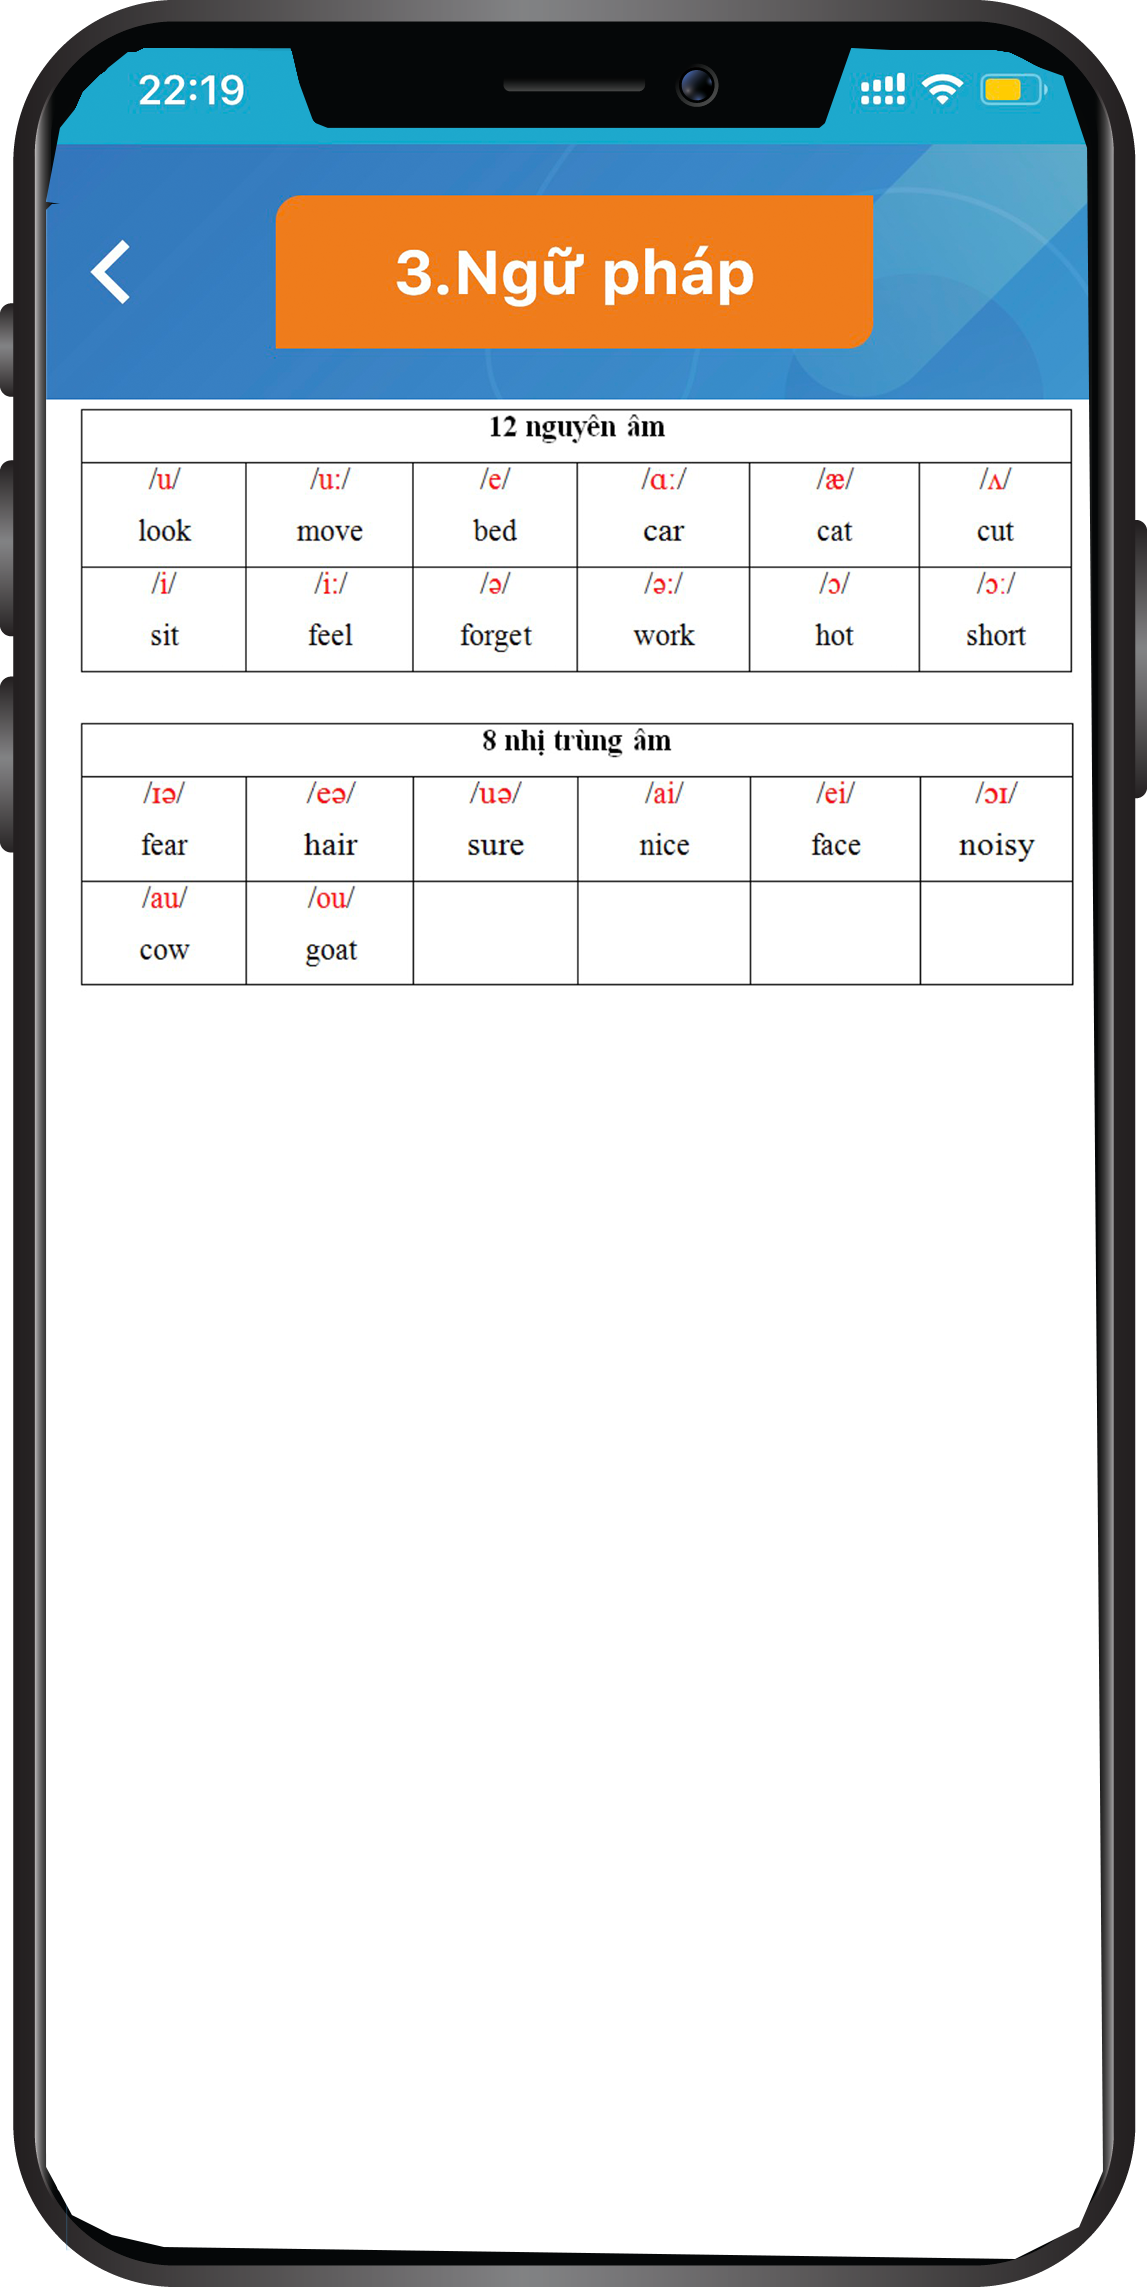 22:19
3.Ngữ pháp
12 nguyên âm
/u/ /u:/ /e/ /ɑ:/ /æ/ /ʌ/
look move bed car cat cut
/i/ /i:/ /ə/ /ə:/ /ɔ/ /ɔ:/
sit feel forget work hot short
8 nhị trùng âm
/ɪə/ /eə/ /uə/ /ai/ /ei/ /ɔɪ/
fear hair sure nice face noisy
/au/ /ou/
cow goat